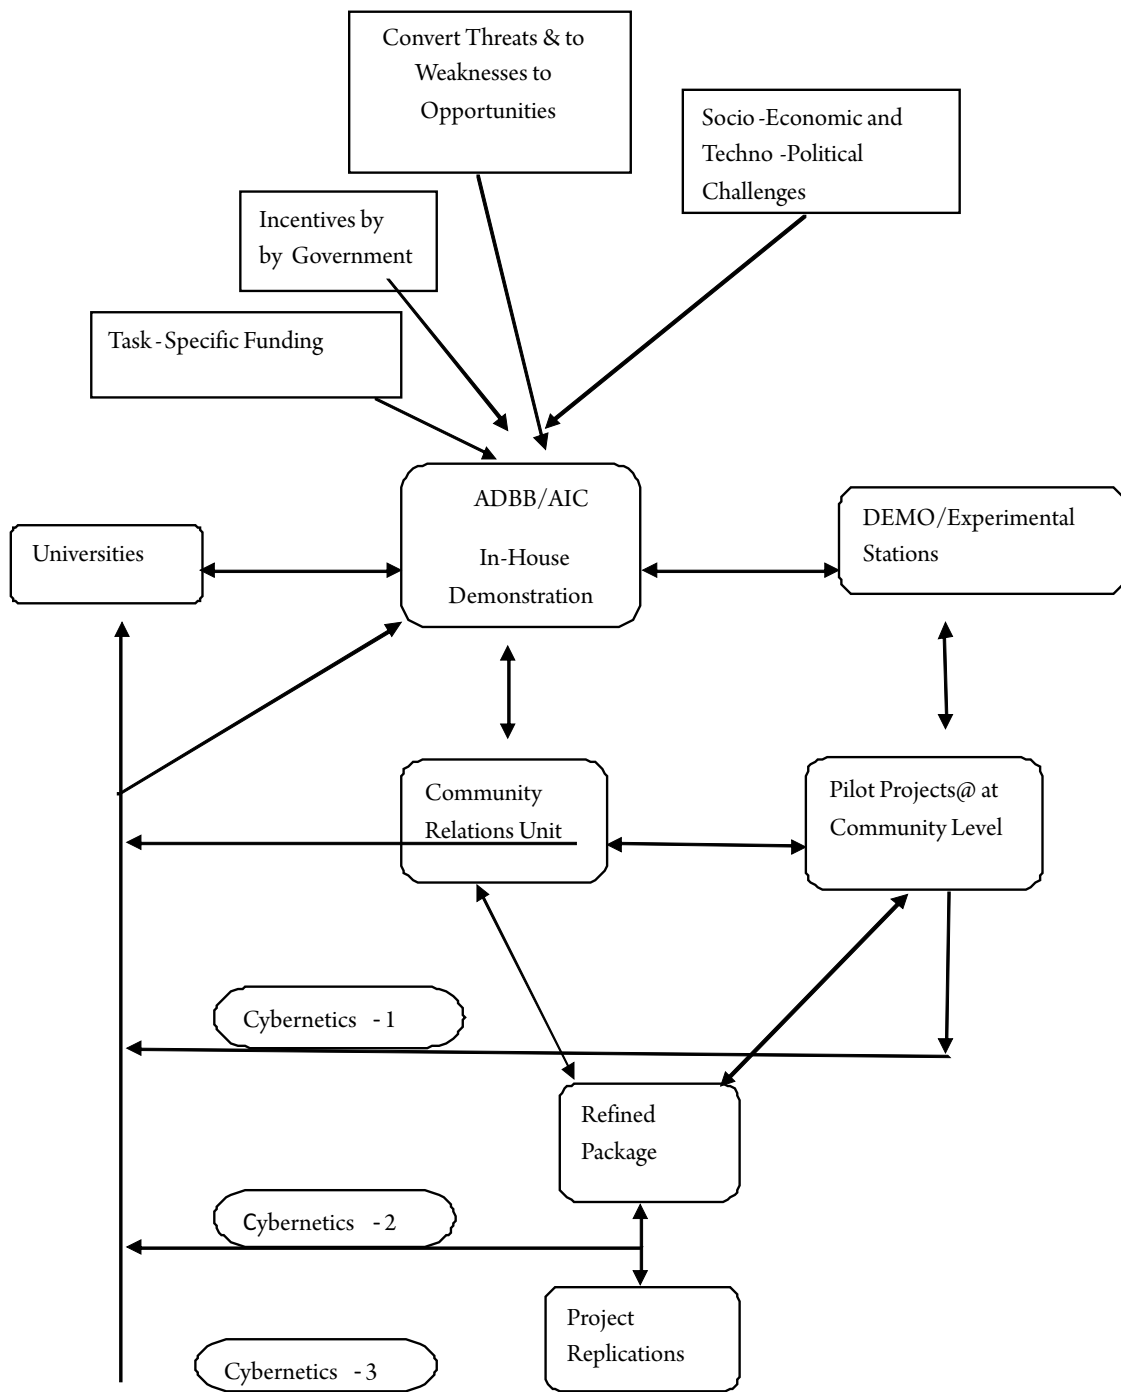 Convert Threats & to
Weaknesses to
Opportunities
Socio-Economic and
Techno-Political
Challenges
Incentives by
by Government
Task-Specific Funding
ADBB/AIC
In-House
Demonstration
DEMO/Experimental
Stations
Universities
Community
Relations Unit
Pilot Projects@ at
Community Level
Cybernetics -1
Refined
Package
Cybernetics -2
Project
Replications
Cybernetics -3